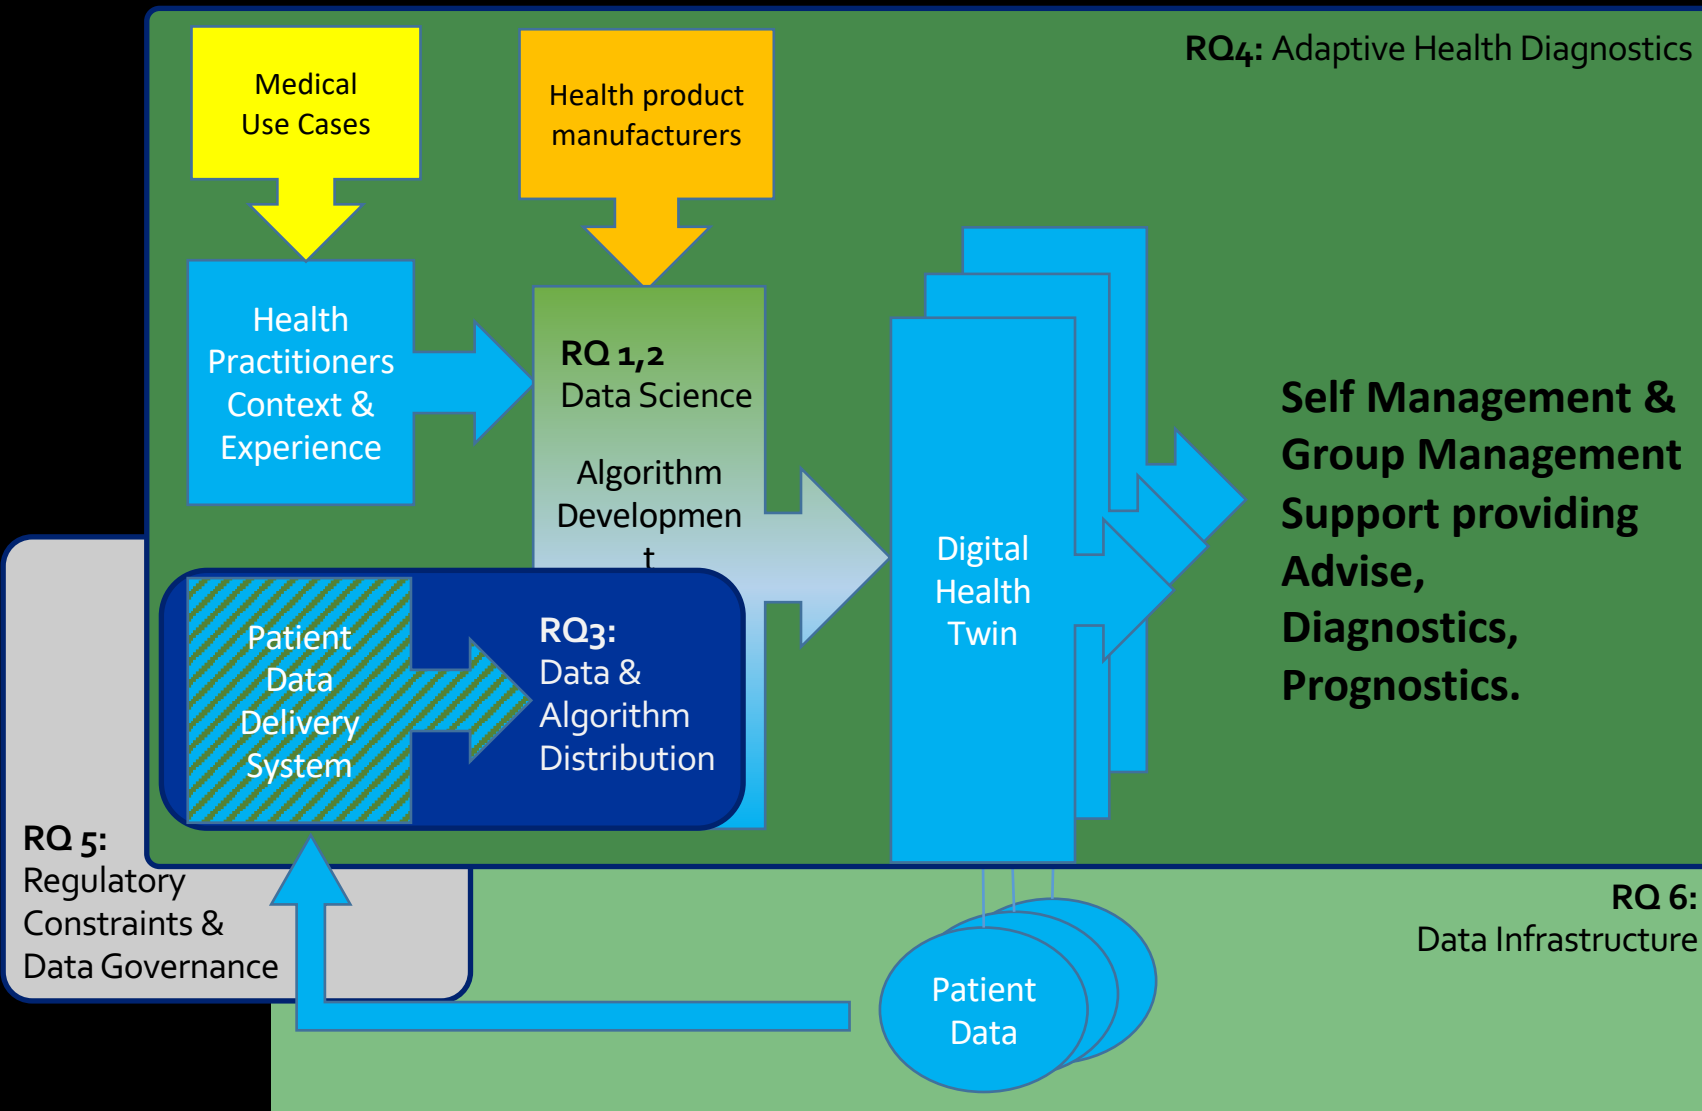 RQ4: Adaptive Health Diagnostics
Medical
Use Cases
Health product
manufacturers
Health
Practitioners
Context &
Experience
RQ 1,2
Data Science
Algorithm
Developmen
t
Digital
Health
Twin
Self Management &
Group Management
Support providing
Advise,
Diagnostics,
Prognostics.
Patient
Data
Delivery
System
RQ3:
Data &
Algorithm
Distribution
RQ 5:
Regulatory
Constraints &
Data Governance
RQ 6:
Data Infrastructure
Patient
Data